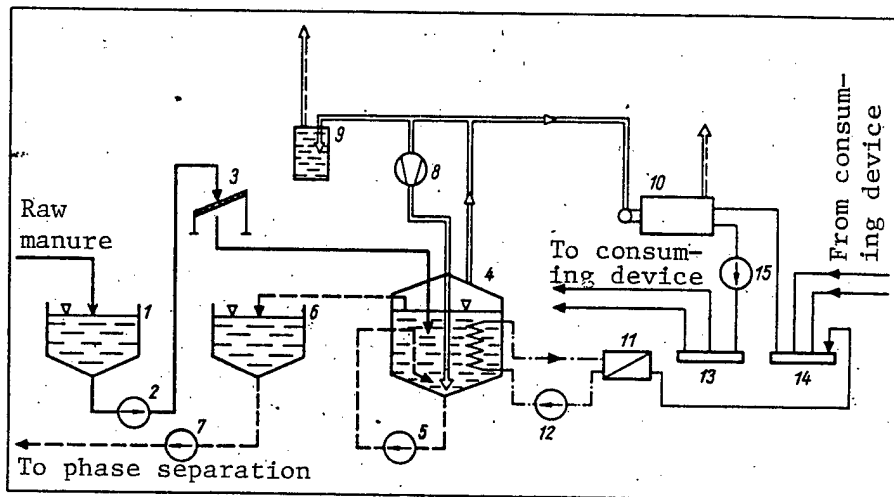 From consum-
ing device
9
3
8
10
Raw
manure
To consum-
ing device
15
4
1
6
11
13
14
2
12
7
5
To phase separation